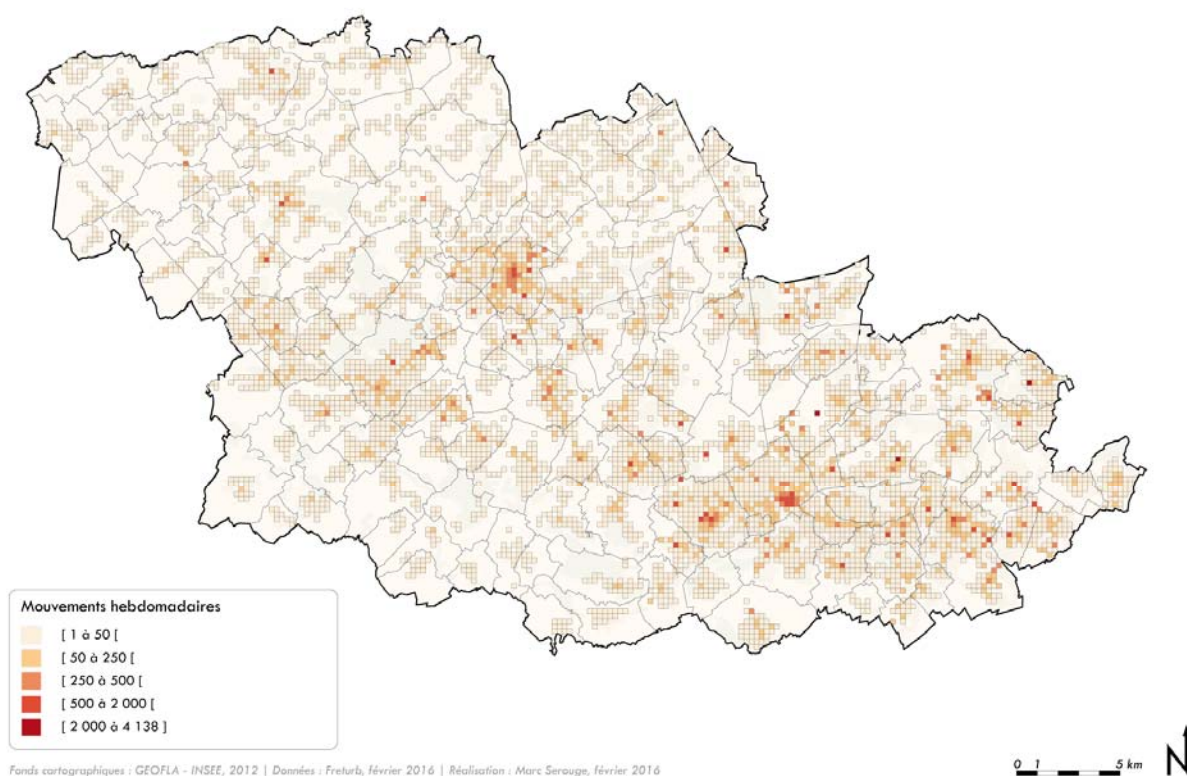 Mouvements hebdomadaires
[ 1 à 50 [
[ 50 à 250 [
[ 250 à 500 [
[ 500 à 2 000 [
[ 2 000 à 4 138 ]
Fonds cartographiques : GEOFLA - INSEE, 2012 | Données : Freturb, février 2016 | Réalisation : Marc Serouge, février 2016
0 1 5 km
N